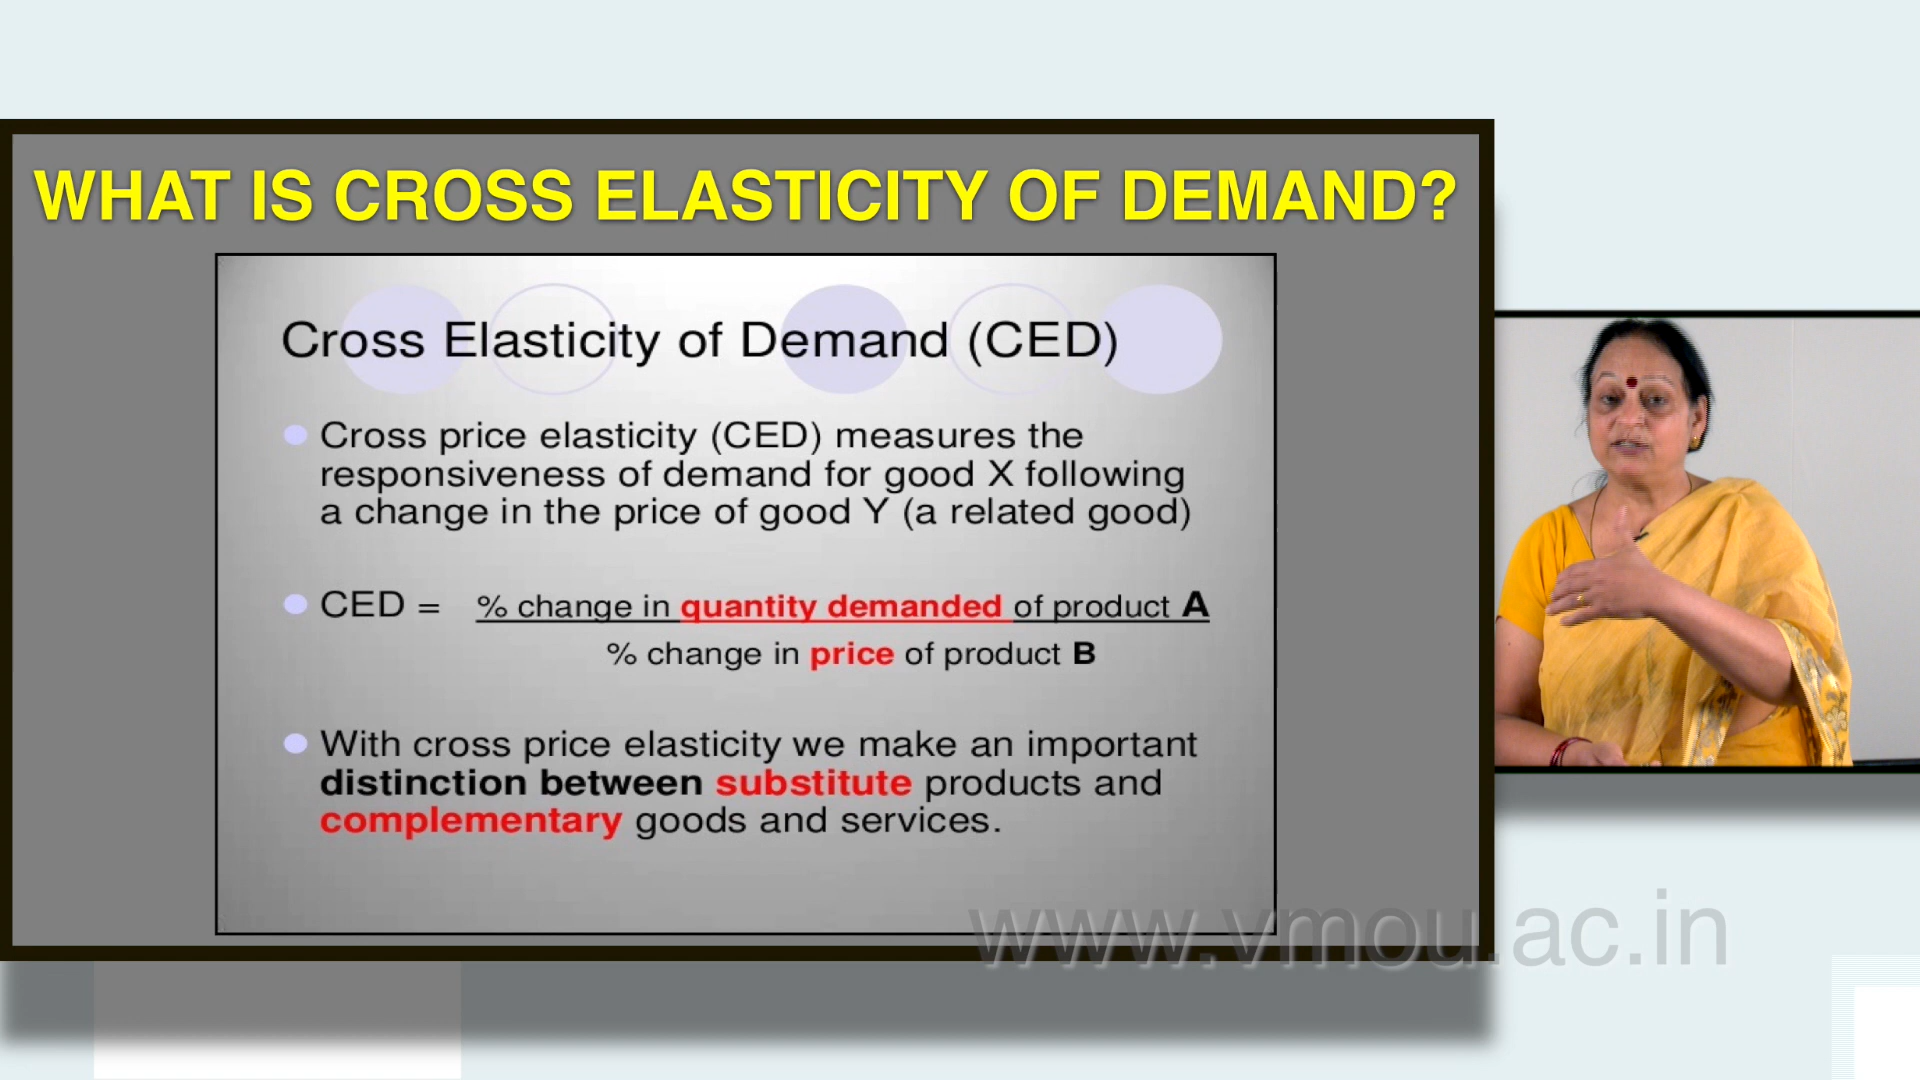 WHAT IS CROSS ELASTICITY OF DEMAND?
Cross Elasticity of Demand (CED)
Cross price elasticity (CED) measures the
responsiveness of demand for good X following
a change in the price of good Y (a related good)
CED = % change in quantity demanded of product A
% change in price of product B
With cross price elasticity we make an important
distinction between substitute products and
complementary goods and services.
www.vmou.ac.in